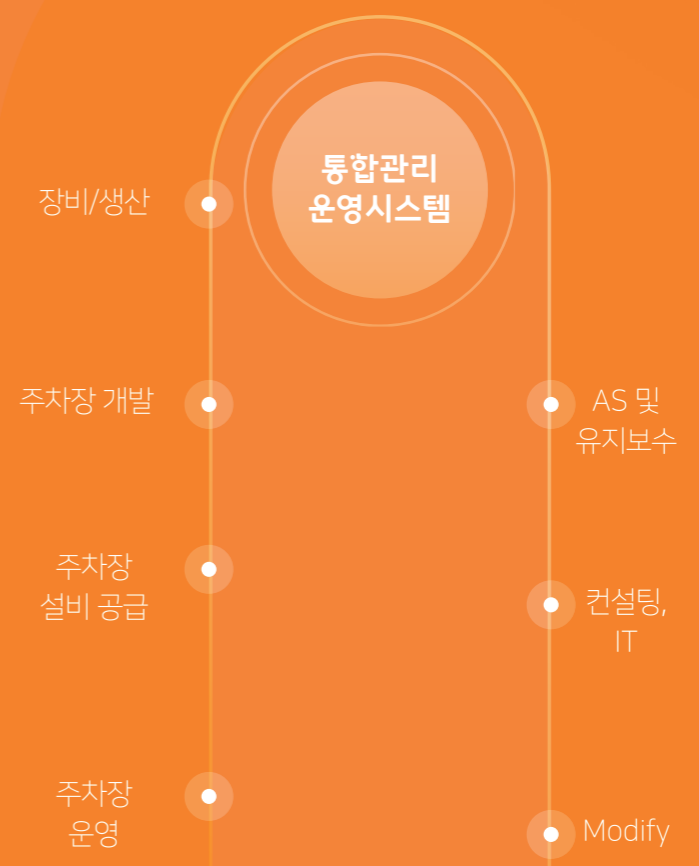 통합관리
운영시스템
장비/생산
주차장 개발
주차장
설비 공급
주차장
운영
AS 및
유지보수
컨설팅,
IT
Modify